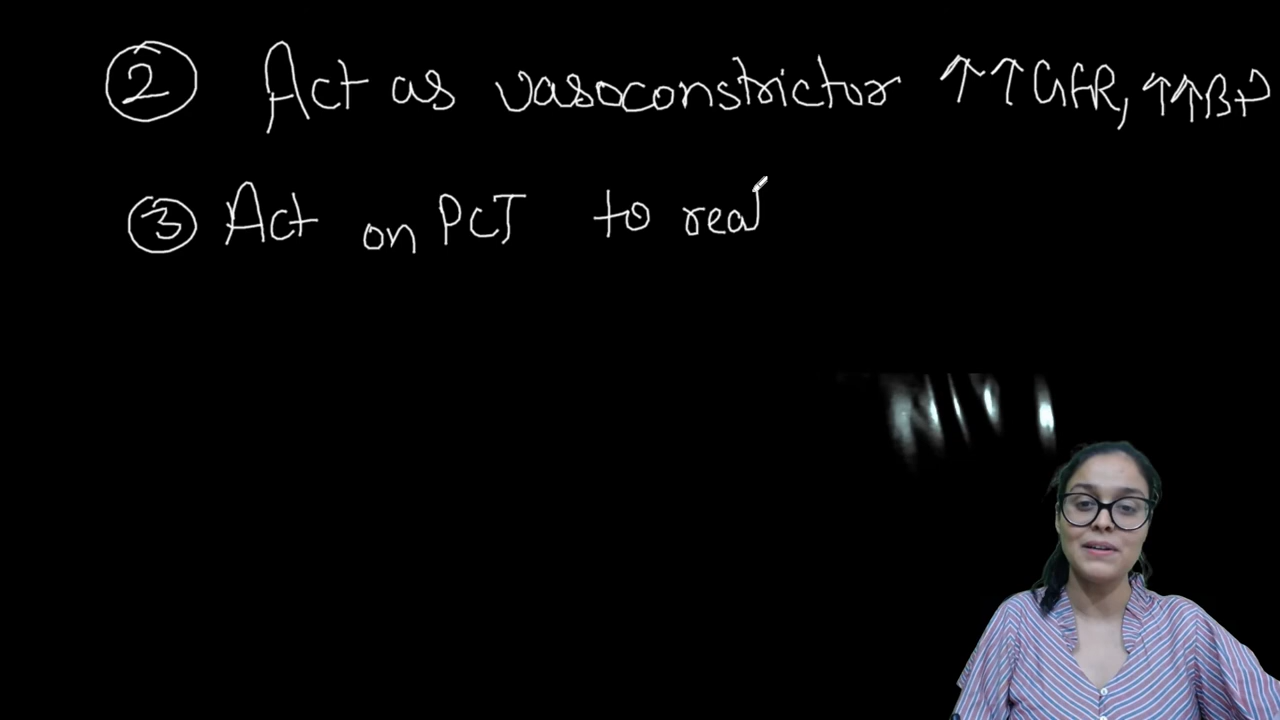 2 Act as vasoconstrictor ↑↑ GFR, ↑↑ BP
3 Act on PCT to rea